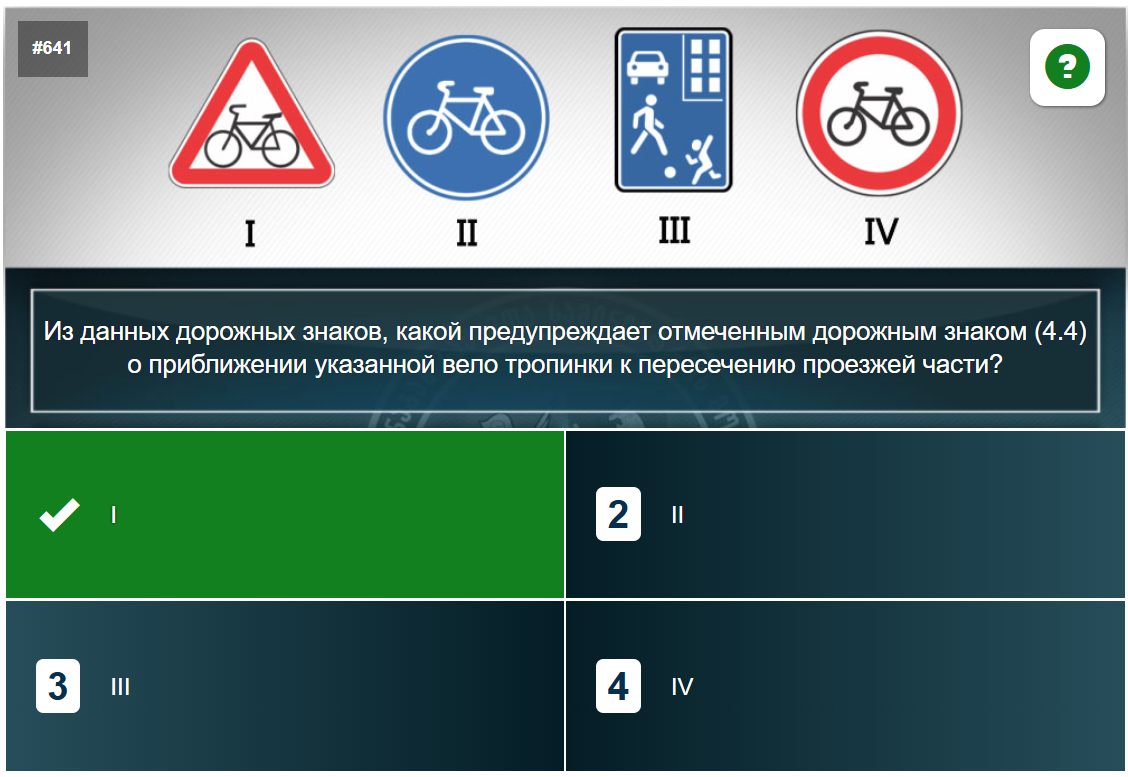 #641
?
I
II
III
IV
Из данных дорожных знаков, какой предупреждает отмеченным дорожным знаком (4.4)
о приближении указанной вело тропинки к пересечению проезжей части?
I
2 II
3 III
4 IV